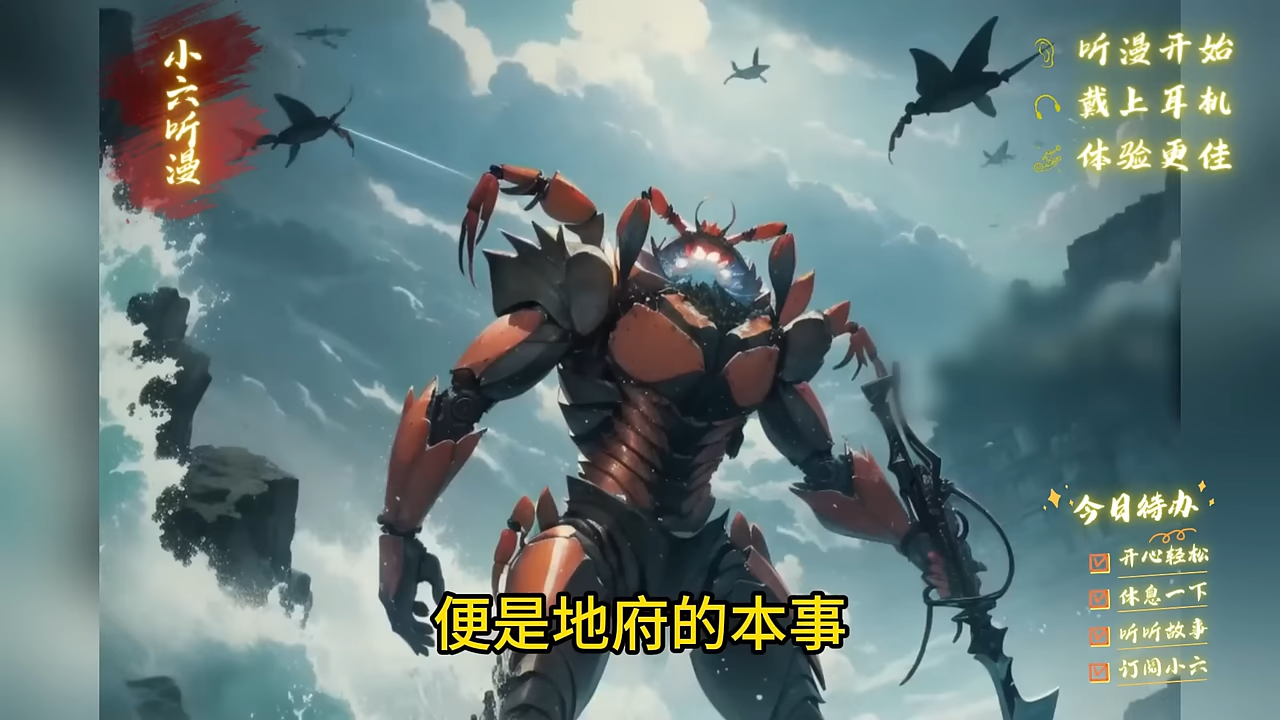 小六听漫
听漫开始
戴上耳机
体验更佳
今日待办
开心轻松
休息一下
听听故事
订阅小六
便是地府的本事